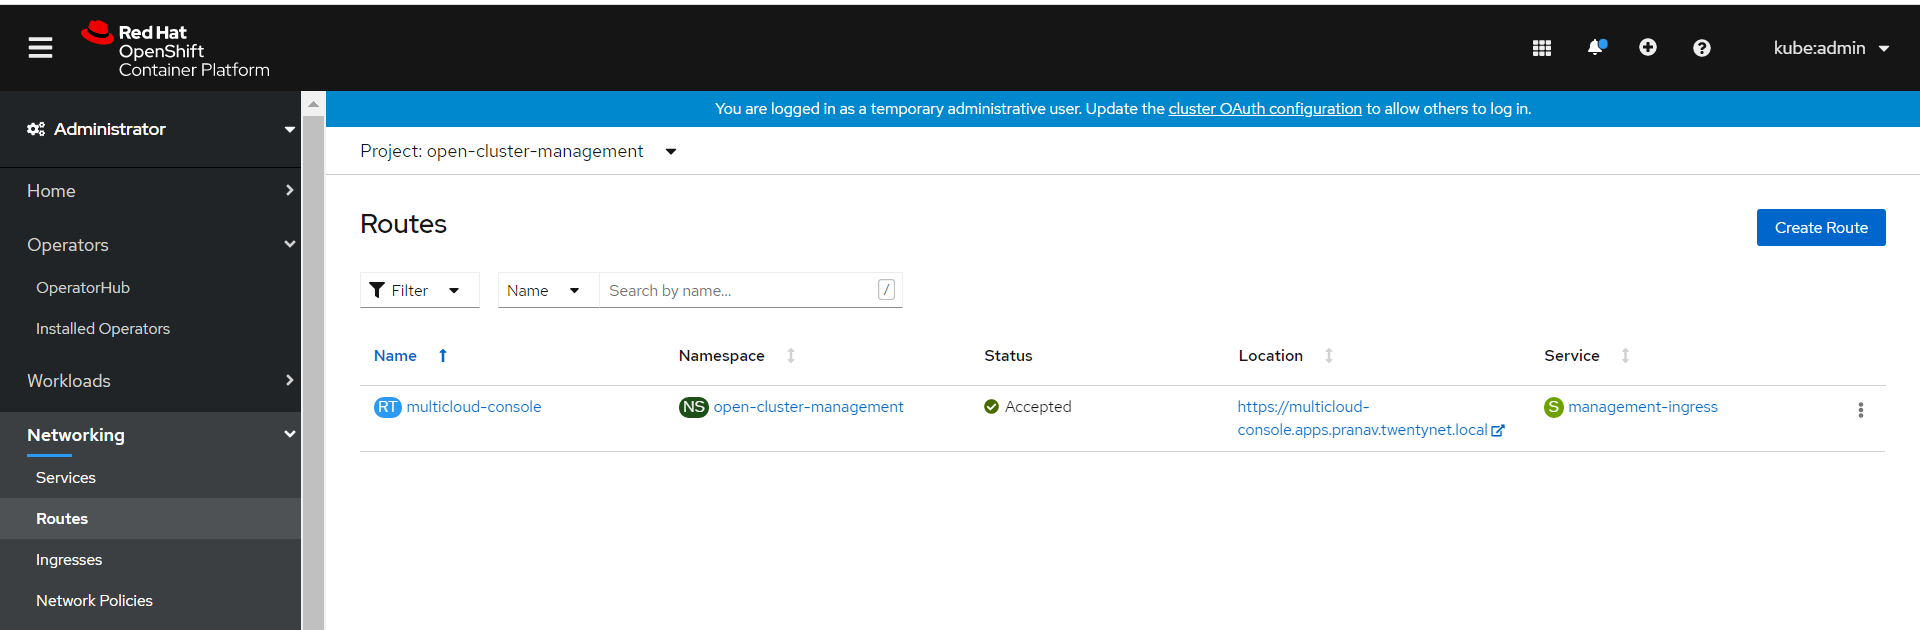 Red Hat
OpenShift
Container Platform
kube:admin
Administrator
Home
Operators
OperatorHub
Installed Operators
Workloads
Networking
Services
Routes
Ingresses
Network Policies
You are logged in as a temporary administrative user. Update the cluster OAuth configuration to allow others to log in.
Project: open-cluster-management
Routes
Create Route
Filter
Name
Search by name...
/
Name Namespace Status Location Service
RT multicloud-console NS open-cluster-management Accepted https://multicloud- S management-ingress
console.apps.pranav.twentynet.local